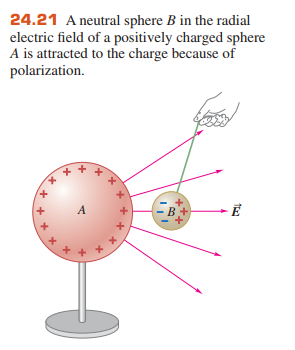 24.21 A neutral sphere B in the radial
electric field of a positively charged sphere
A is attracted to the charge because of
polarization.
+ + + + + + + + + + + + + + + +
A
B
− − −
+ + +
E⃗